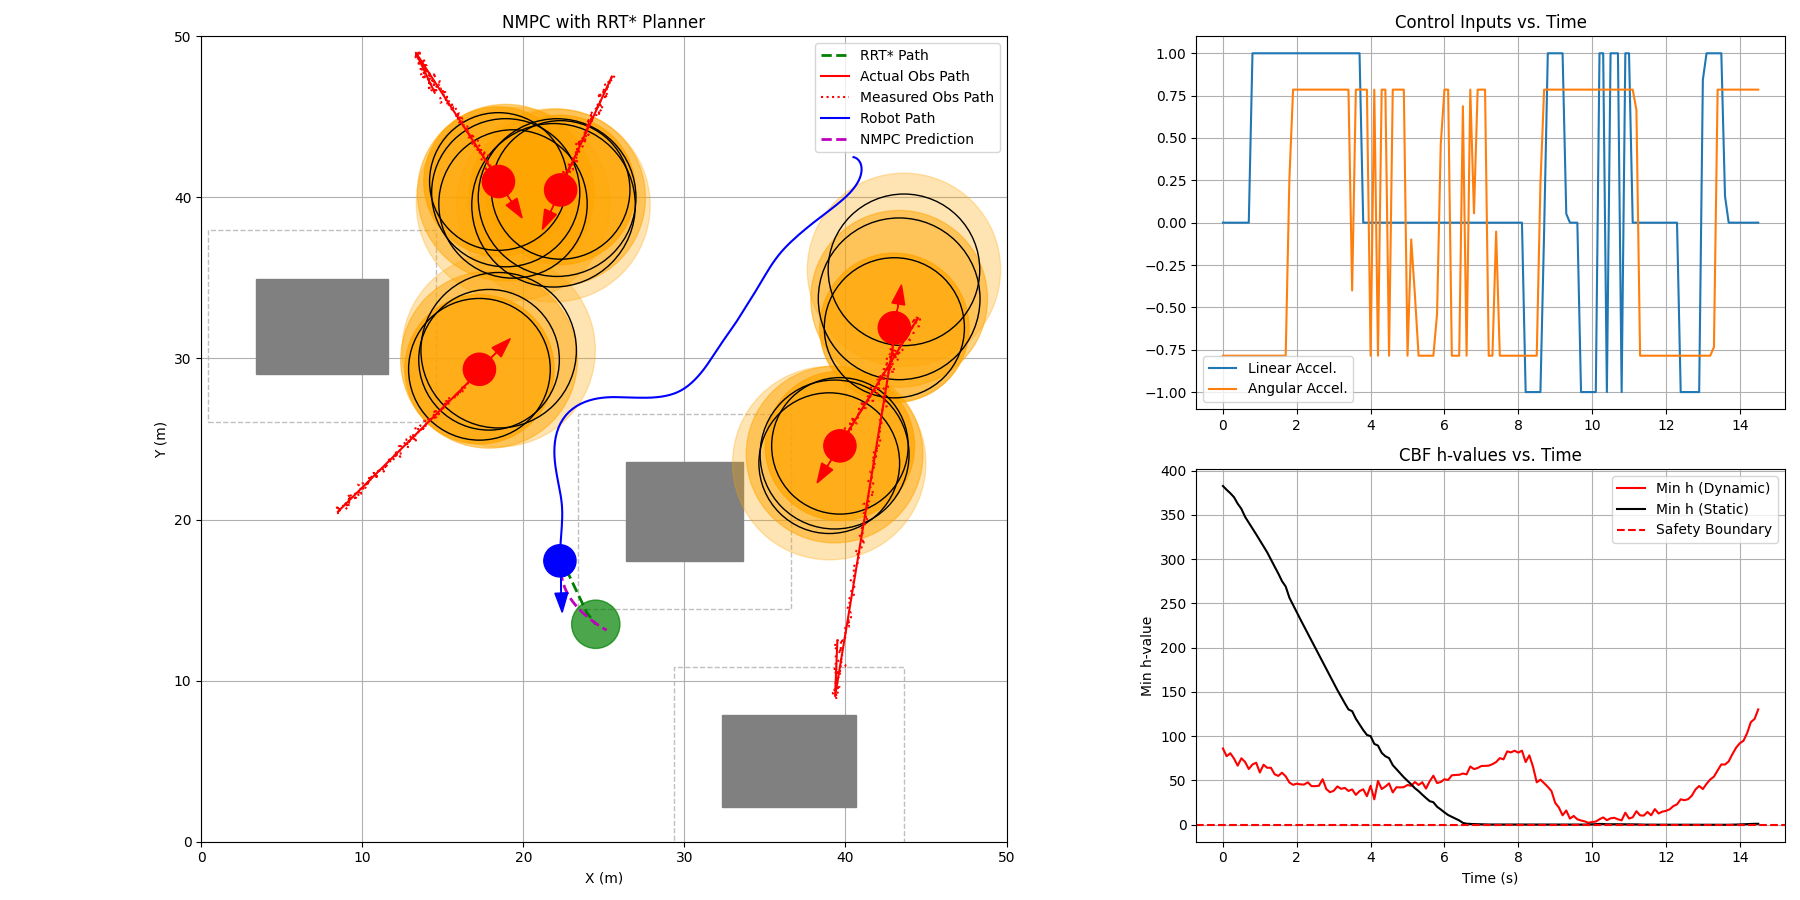 NMPC with RRT* Planner
50
40
30
20
10
0
Y (m)
0 10 20 30 40 50
X (m)
RRT* Path
Actual Obs Path
Measured Obs Path
Robot Path
NMPC Prediction
Control Inputs vs. Time
1.00
0.75
0.50
0.25
0.00
−0.25
−0.50
−0.75
−1.00
Linear Accel.
Angular Accel.
0 2 4 6 8 10 12 14
CBF h-values vs. Time
400
350
300
250
200
150
100
50
0
Min h-value
Min h (Dynamic)
Min h (Static)
Safety Boundary
0 2 4 6 8 10 12 14
Time (s)